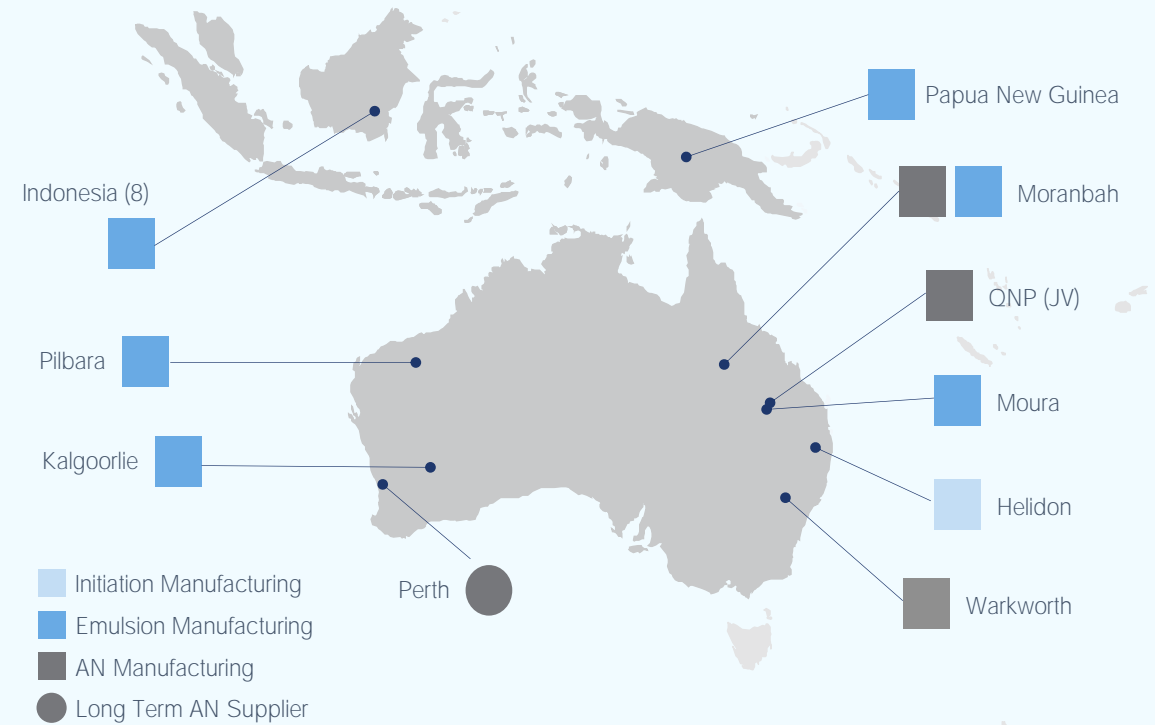 Papua New Guinea
Indonesia (8)
Moranbah
QNP (JV)
Pilbara
Moura
Kalgoorlie
Helidon
Perth
Warkworth
Initiation Manufacturing
Emulsion Manufacturing
AN Manufacturing
Long Term AN Supplier